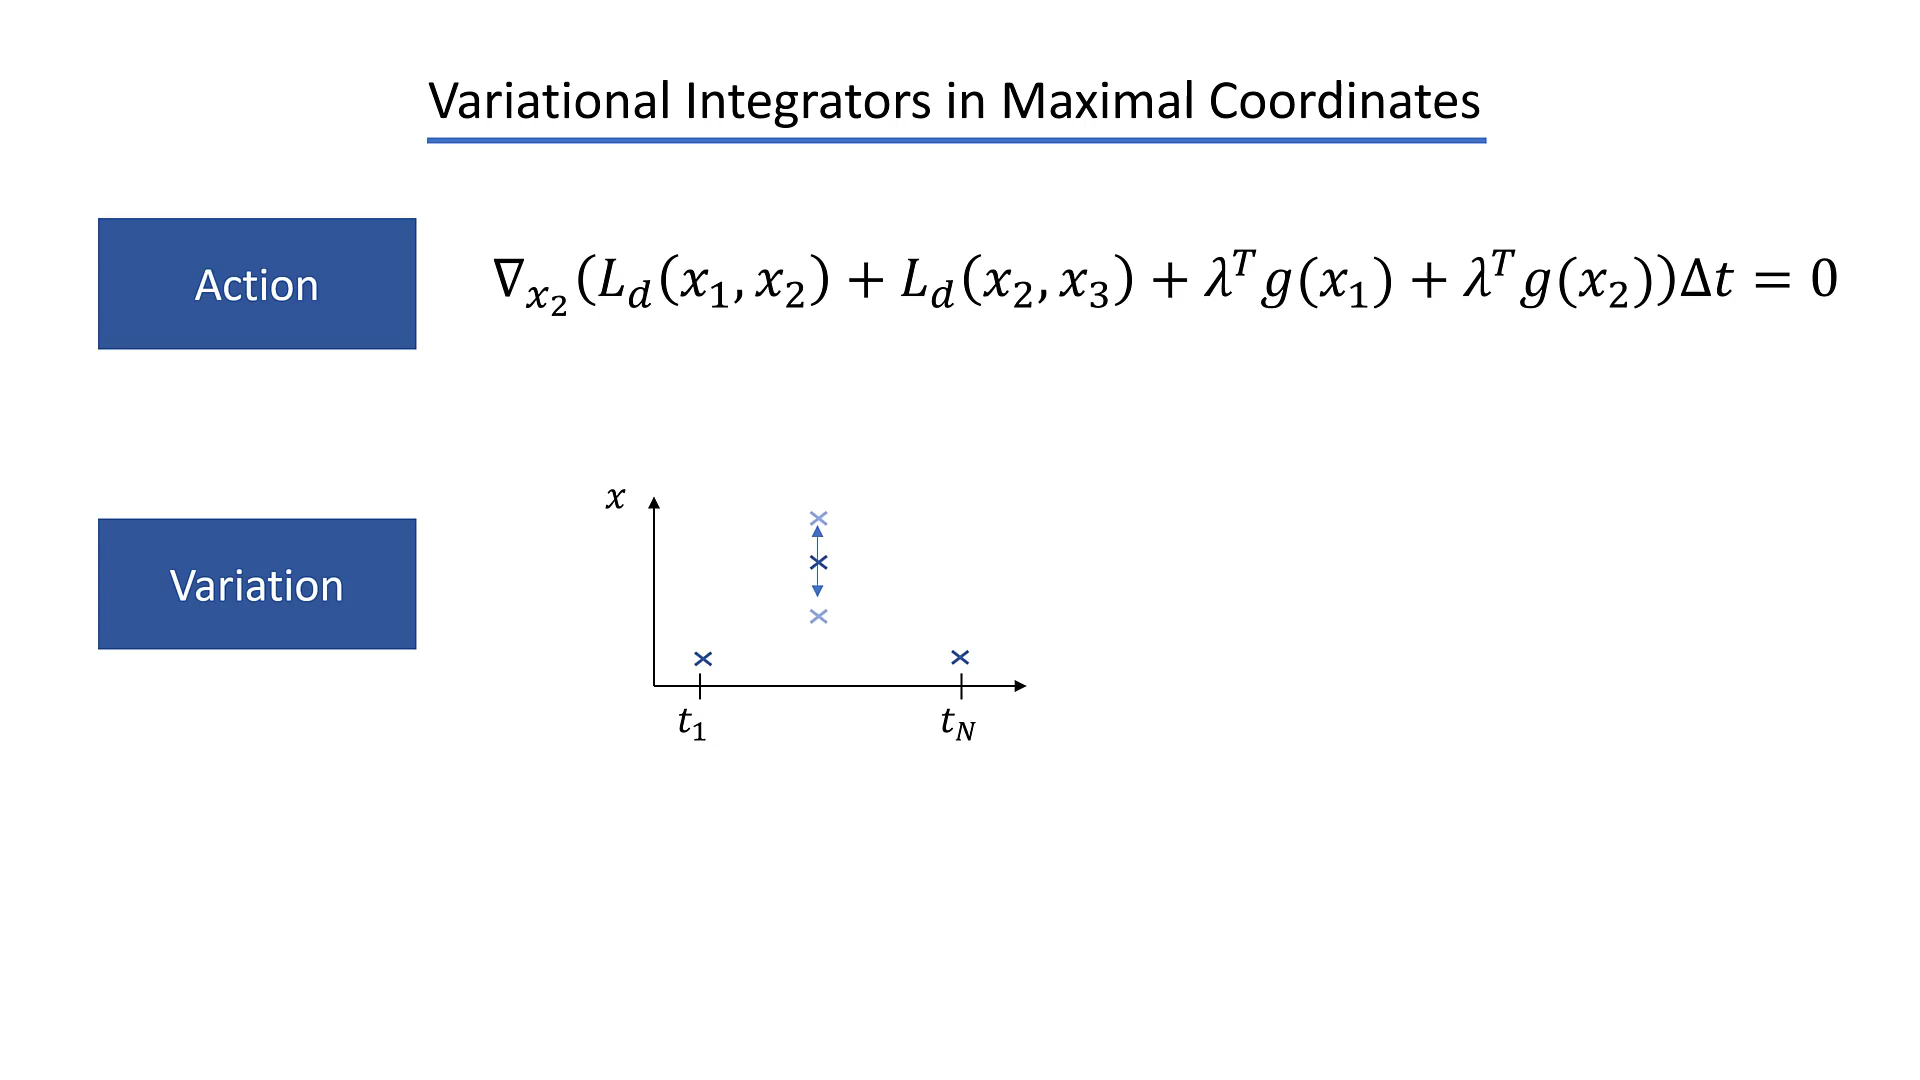 Variational Integrators in Maximal Coordinates
Action
∇_{x_2}(L_d(x_1, x_2) + L_d(x_2, x_3) + λ^T g(x_1) + λ^T g(x_2))Δt = 0
Variation
x
t_1 t_N